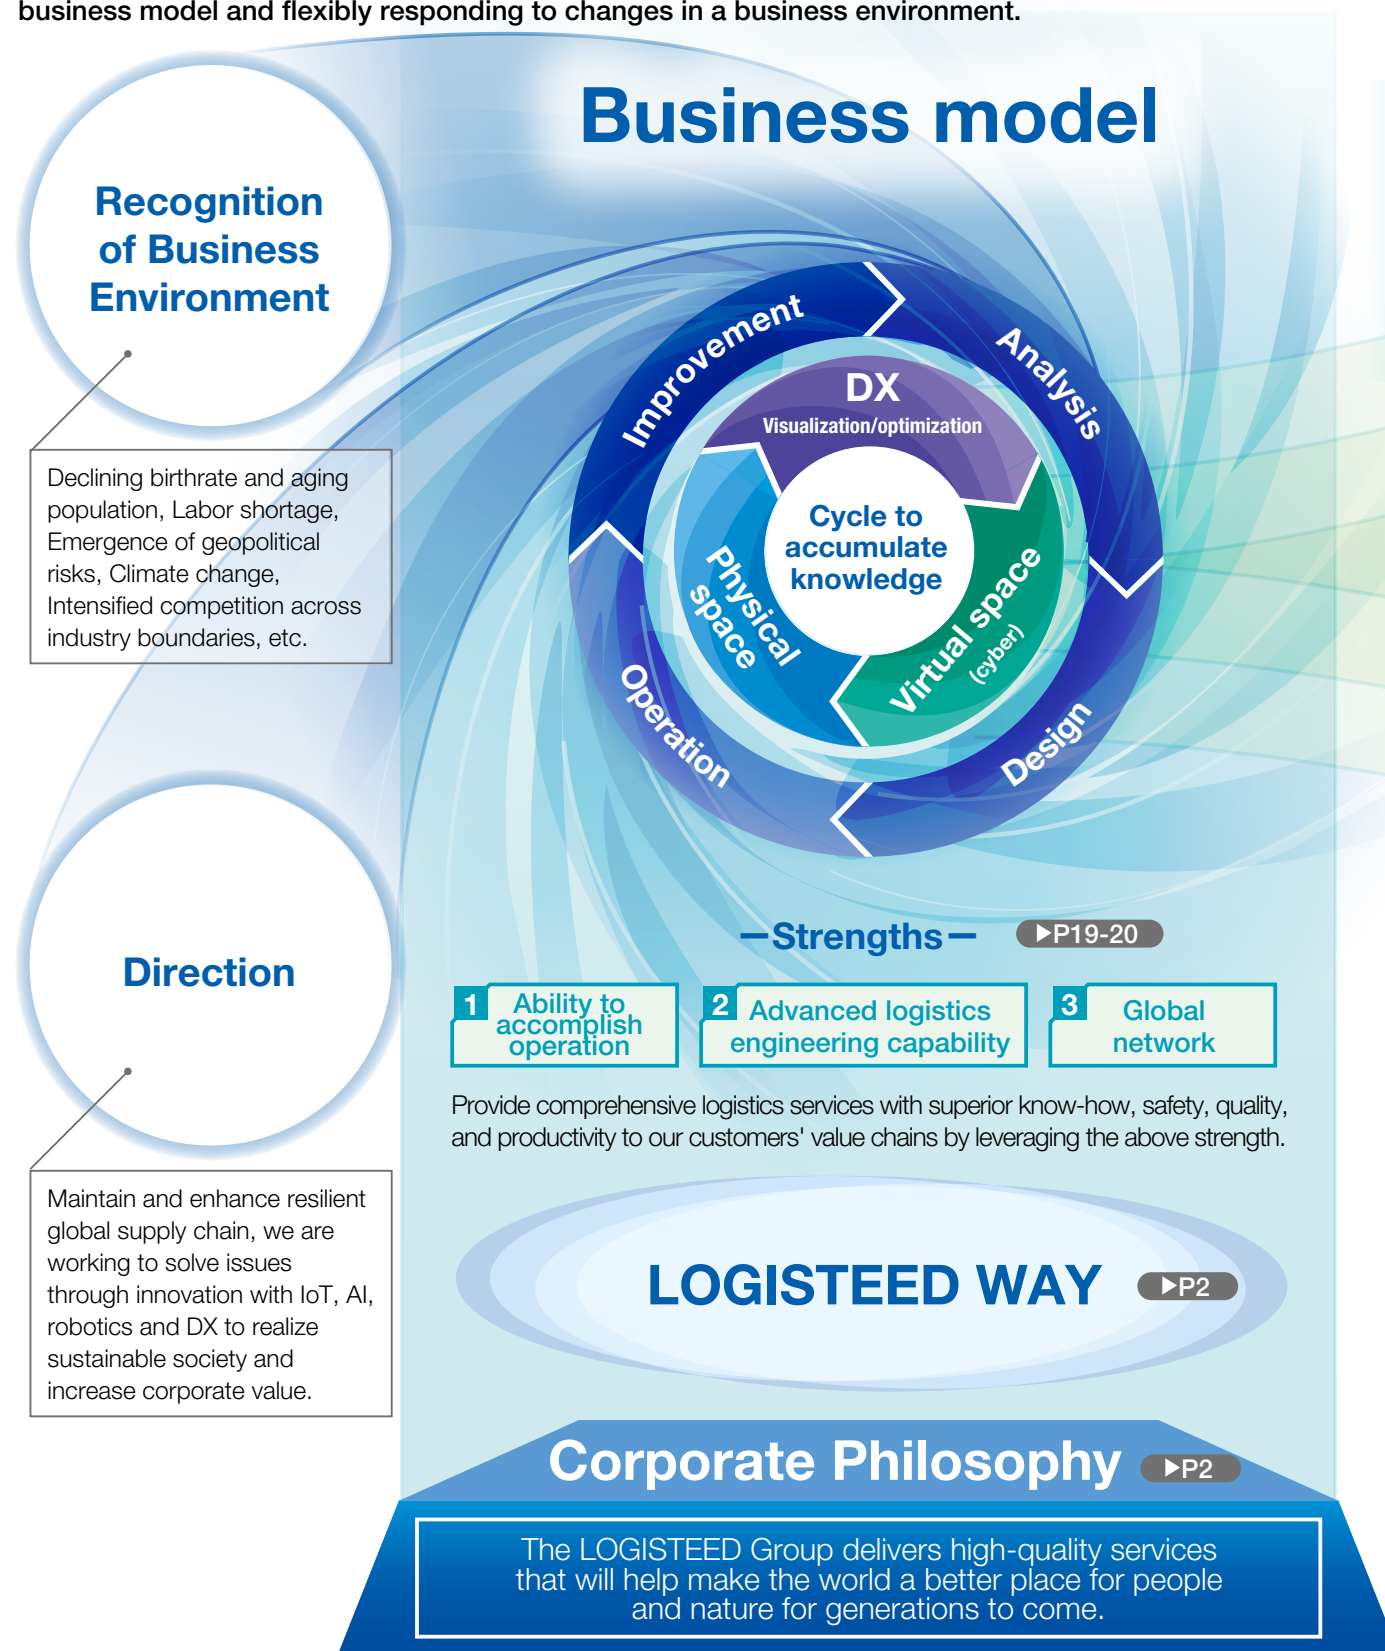 business model and flexibly responding to changes in a business environment.
Business model
Recognition
of Business
Environment
Declining birthrate and aging
population, Labor shortage,
Emergence of geopolitical
risks, Climate change,
Intensified competition across
industry boundaries, etc.
Improvement
Analysis
Design
Operation
DX
Visualization/optimization
Virtual space
(cyber)
Physical
space
Cycle to
accumulate
knowledge
Direction
Maintain and enhance resilient
global supply chain, we are
working to solve issues
through innovation with IoT, AI,
robotics and DX to realize
sustainable society and
increase corporate value.
—Strengths— ▶P19-20
1 Ability to
accomplish
operation
2 Advanced logistics
engineering capability
3 Global
network
Provide comprehensive logistics services with superior know-how, safety, quality,
and productivity to our customers' value chains by leveraging the above strength.
LOGISTEED WAY ▶P2
Corporate Philosophy ▶P2
The LOGISTEED Group delivers high-quality services
that will help make the world a better place for people
and nature for generations to come.